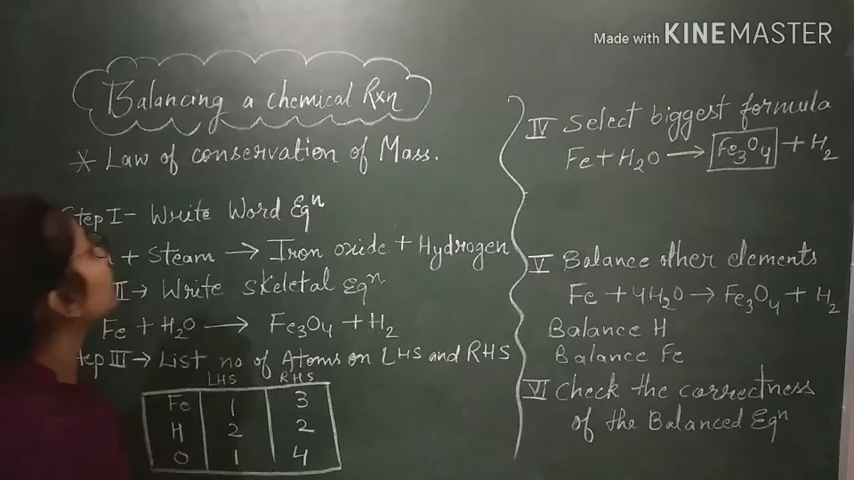 Made with KINEMASTER
Balancing a chemical Rxn
* Law of conservation of Mass.
Step I- Write Word Eqⁿ
+ Steam → Iron oxide + Hydrogen
II → Write skeletal Eqⁿ
Fe + H₂O → Fe₃O₄ + H₂
III → List no of Atoms on LHS and RHS
LHS RHS
Fe 1 3
H 2 2
O 1 4
IV Select biggest formula
Fe + H₂O → Fe₃O₄ + H₂
V Balance other elements
Fe + 4H₂O → Fe₃O₄ + H₂
Balance H
Balance Fe
VI Check the correctness
of the Balanced Eqⁿ